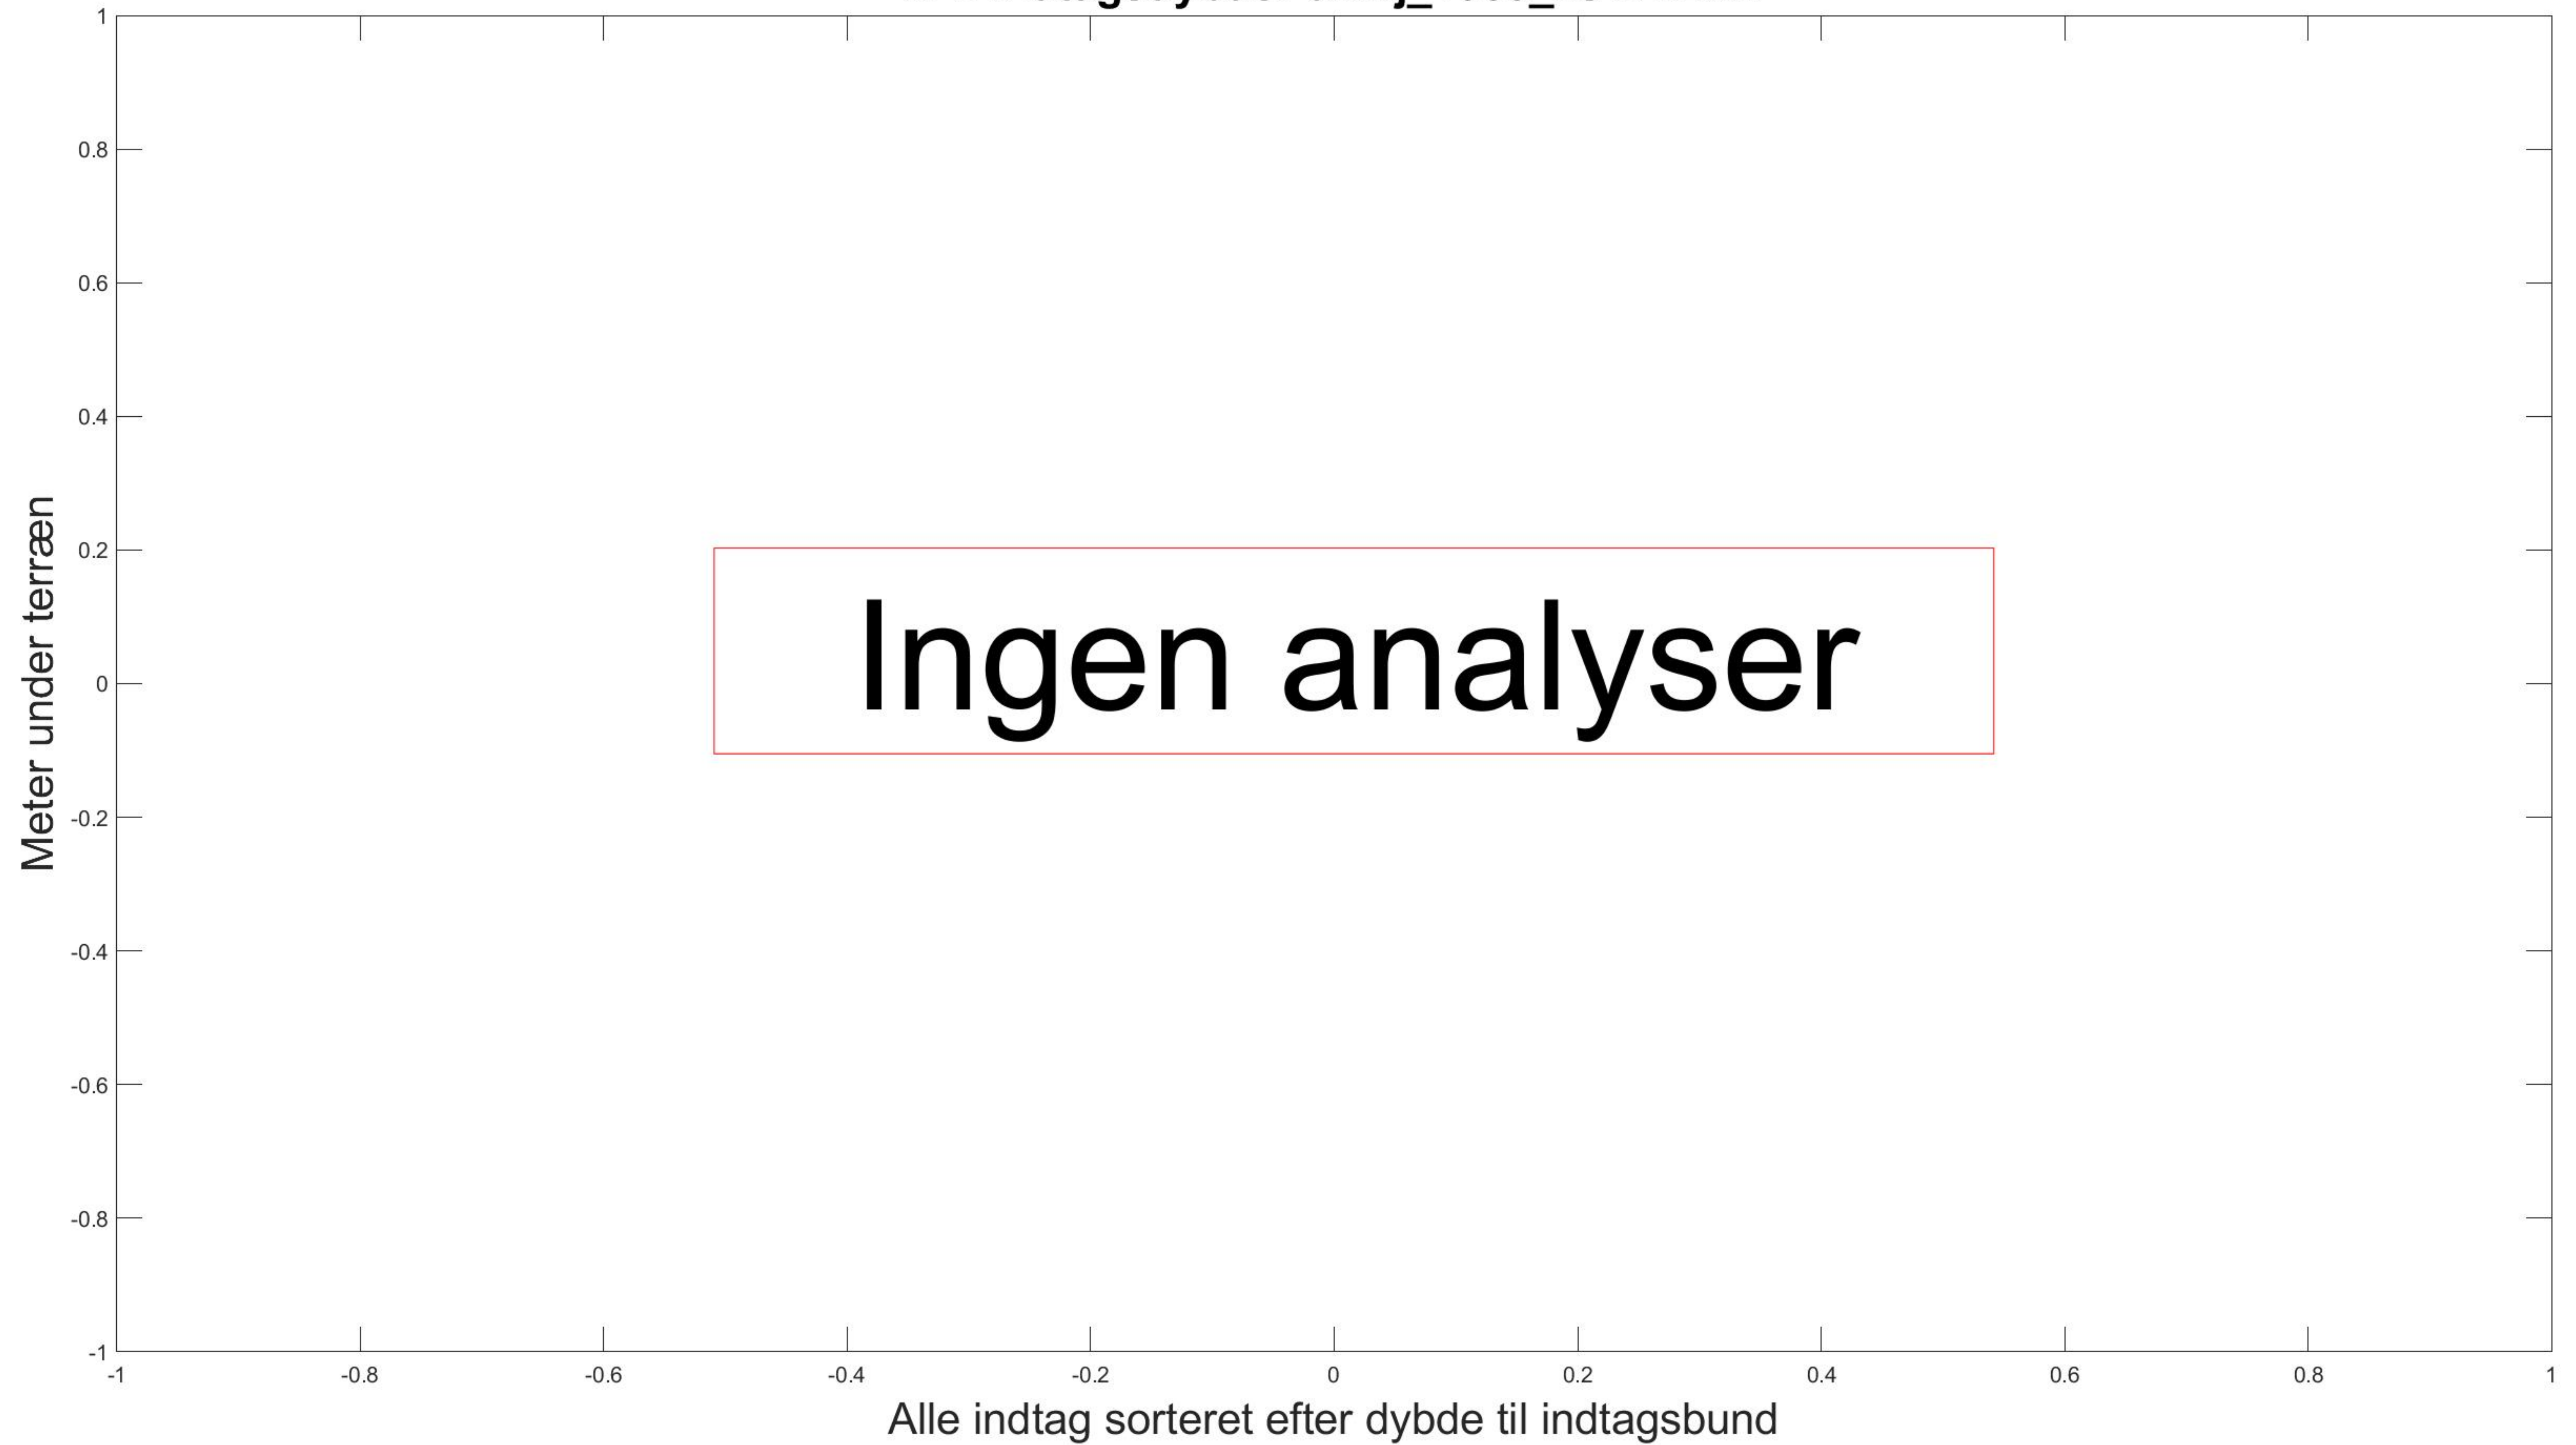 1
0.8
0.6
0.4
0.2
0
-0.2
-0.4
-0.6
-0.8
-1
Meter under terræn
Ingen analyser
-1 -0.8 -0.6 -0.4 -0.2 0 0.2 0.4 0.6 0.8 1
Alle indtag sorteret efter dybde til indtagsbund